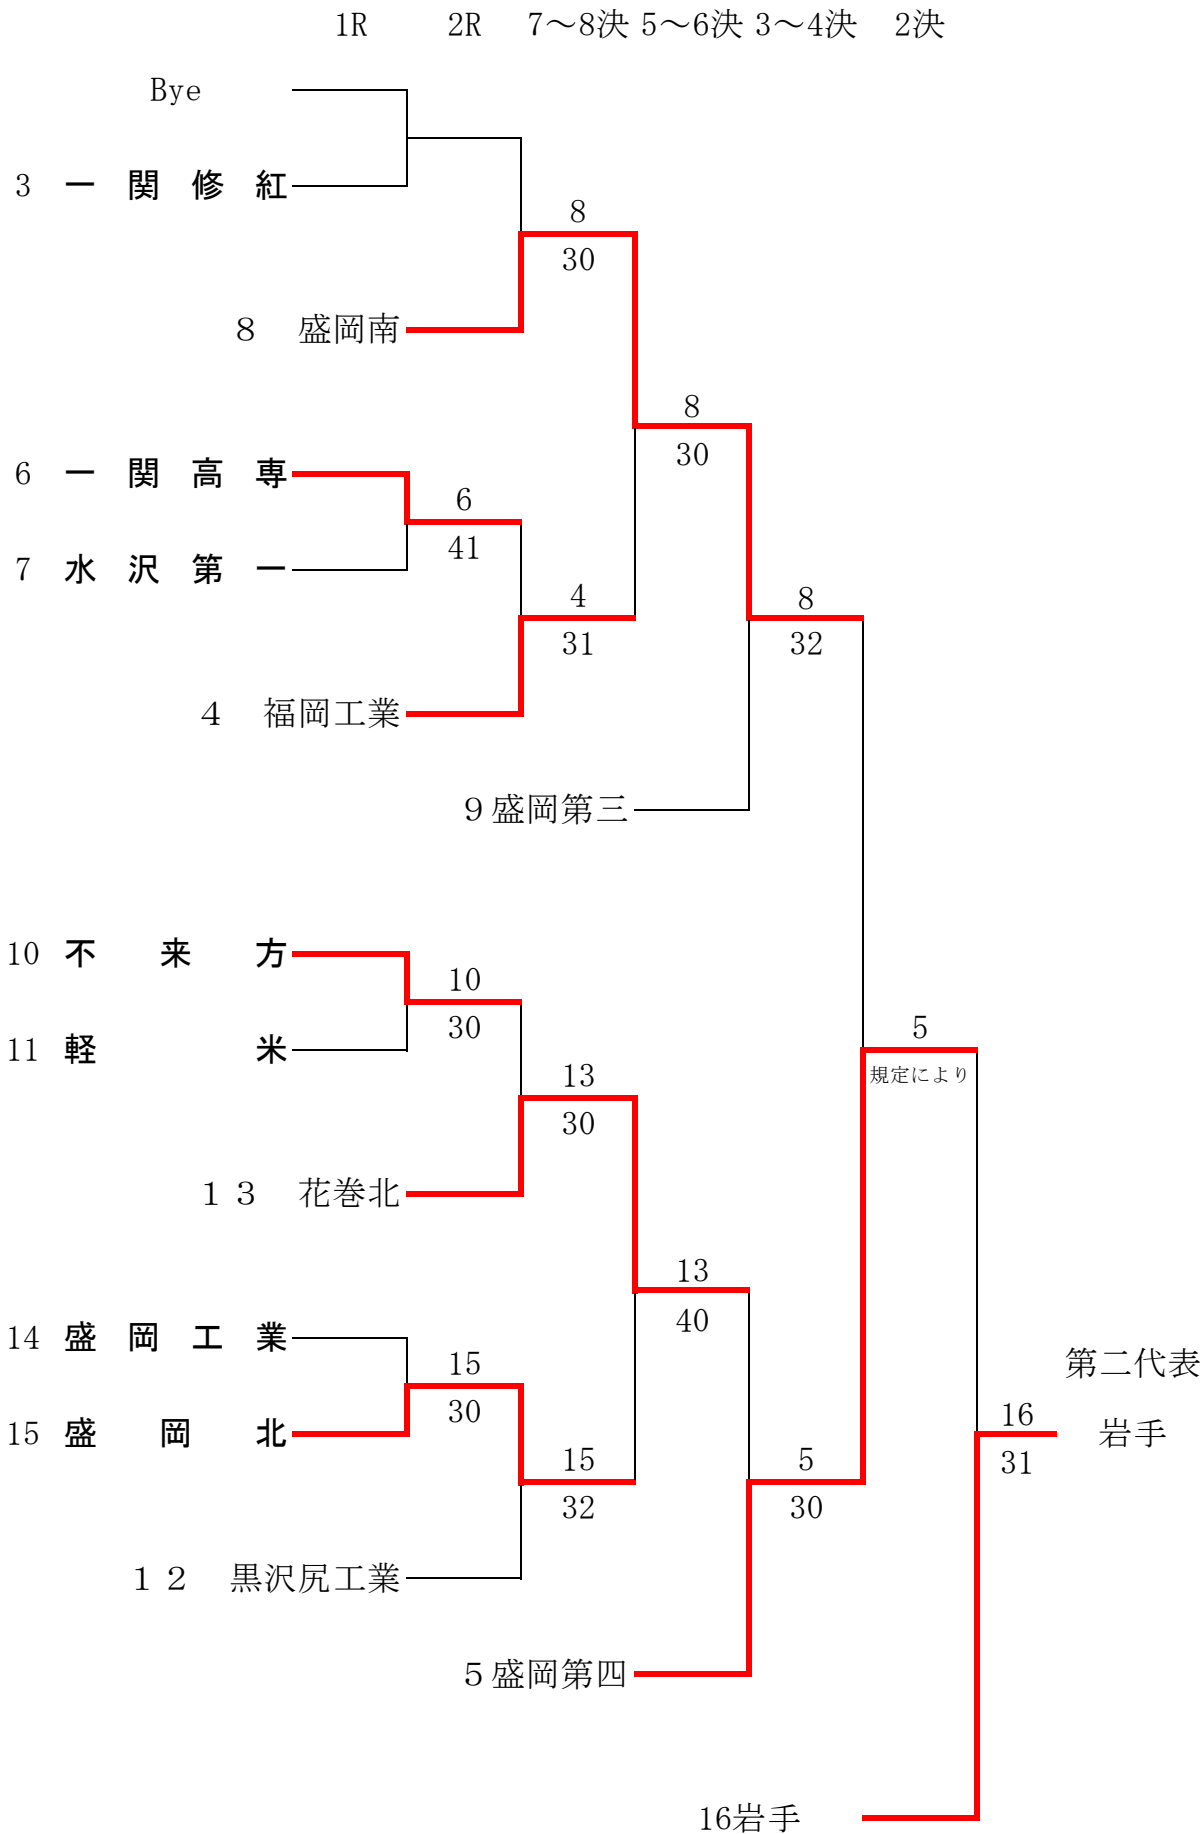 1R 2R 7～8決 5～6決 3～4決 2決
Bye
3 一関修紅
8
30
８ 盛岡南
8
30
6 一関高専
6
41
7 水沢第一
4
31
8
32
４ 福岡工業
９盛岡第三
10 不来方
10
30
11 軽米
5
規定により
13
30
１３ 花巻北
13
40
14 盛岡工業
15
30
第二代表
15 盛岡北
16
31
岩手
15
32
5
30
１２ 黒沢尻工業
５盛岡第四
16岩手